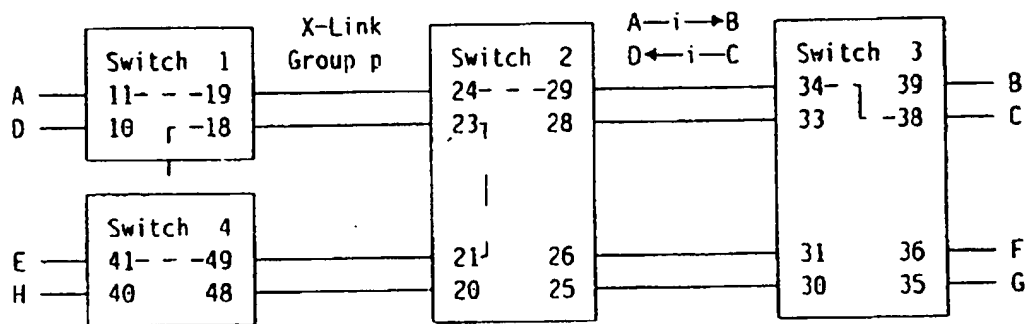 X-Link
Group p
A—i→B
D←i—C
Switch 1
Switch 2
Switch 3
A 11- - -19 24- - -29 34- 39 B
D 10 -18 23 28 33 -38 C
Switch 4
E 41- - -49 21 26 31 36 F
H 40 48 20 25 30 35 G